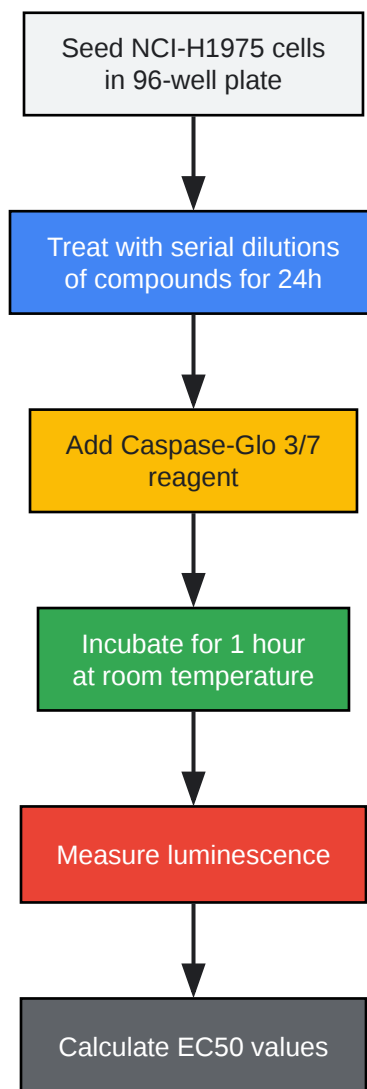 Seed NCI-H1975 cells
in 96-well plate
Treat with serial dilutions
of compounds for 24h
Add Caspase-Glo 3/7
reagent
Incubate for 1 hour
at room temperature
Measure luminescence
Calculate EC50 values